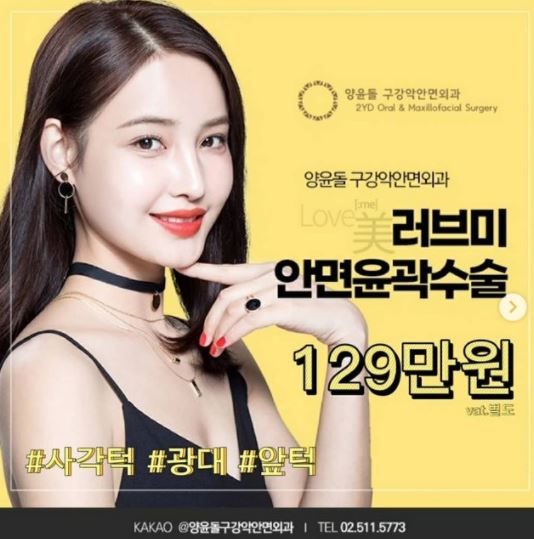 양윤돌 구강악안면외과
2YD Oral & Maxillofacial Surgery
양윤돌 구강악안면외과
[:me]
Love 美 러브미
안면윤곽수술
129만원
vat.별도
#사각턱 #광대 #앞턱
KAKAO @양윤돌구강악안면외과 | TEL 02.511.5773